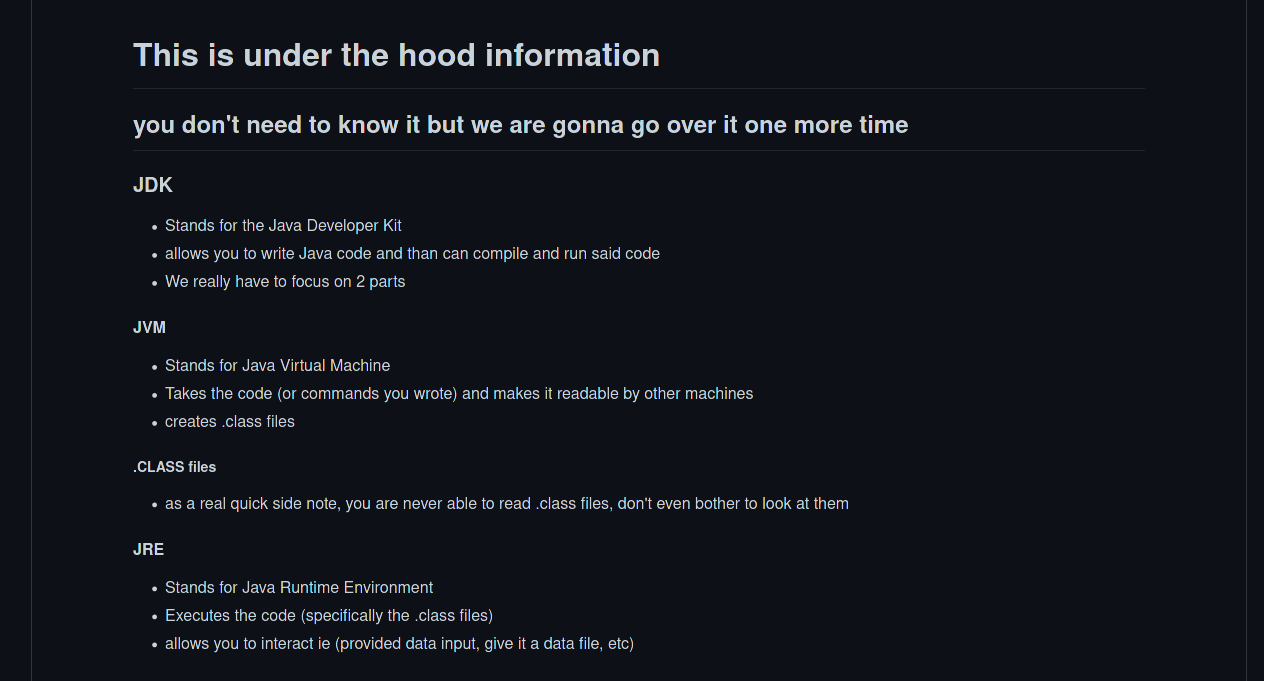 This is under the hood information
you don't need to know it but we are gonna go over it one more time
JDK
Stands for the Java Developer Kit
allows you to write Java code and than can compile and run said code
We really have to focus on 2 parts
JVM
Stands for Java Virtual Machine
Takes the code (or commands you wrote) and makes it readable by other machines
creates .class files
.CLASS files
as a real quick side note, you are never able to read .class files, don't even bother to look at them
JRE
Stands for Java Runtime Environment
Executes the code (specifically the .class files)
allows you to interact ie (provided data input, give it a data file, etc)